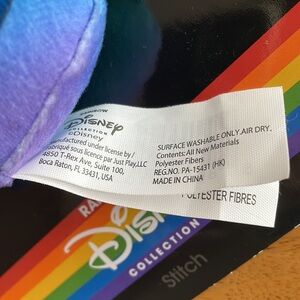 Disney
COLLECTION
©Disney
Manufactured under license by /
Fabriqué sous licence par Just Play, LLC
4850 T-Rex Ave, Suite 100,
Boca Raton, FL 33431, USA
SURFACE WASHABLE ONLY. AIR DRY.
Contents: All New Materials
Polyester Fibers
REG.NO. PA-15431 (HK)
MADE IN CHINA
POLYESTER FIBRES
COLLECTION
Stitch